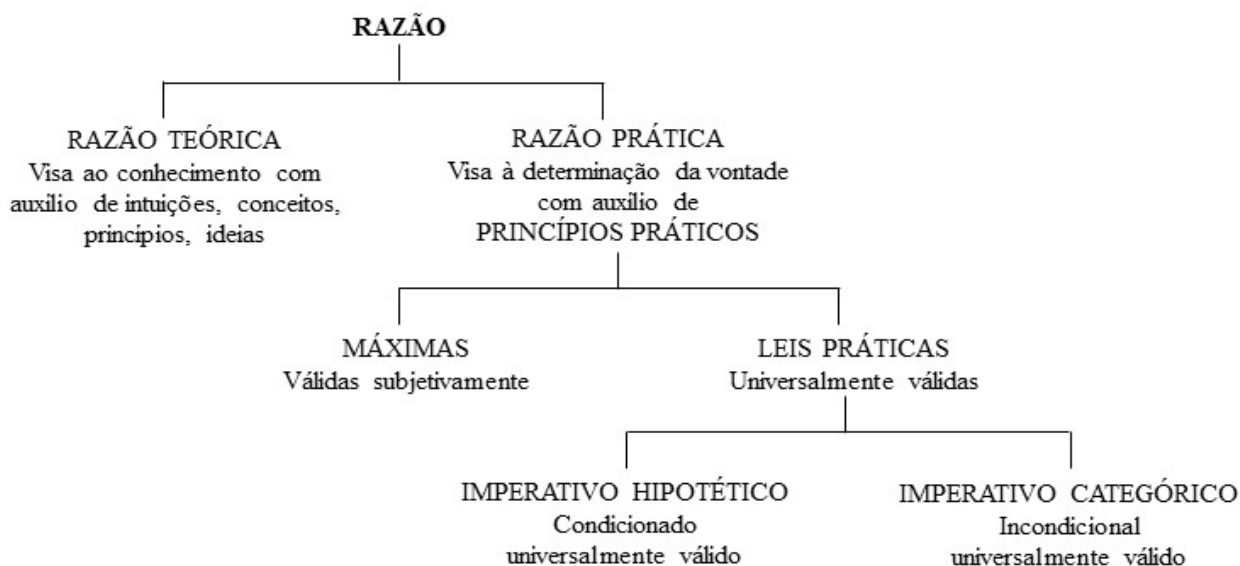 RAZÃO
RAZÃO TEÓRICA
Visa ao conhecimento com
auxílio de intuições, conceitos,
princípios, ideias
RAZÃO PRÁTICA
Visa à determinação da vontade
com auxílio de
PRINCÍPIOS PRÁTICOS
MÁXIMAS
Válidas subjetivamente
LEIS PRÁTICAS
Universalmente válidas
IMPERATIVO HIPOTÉTICO
Condicionado
universalmente válido
IMPERATIVO CATEGÓRICO
Incondicional
universalmente válido